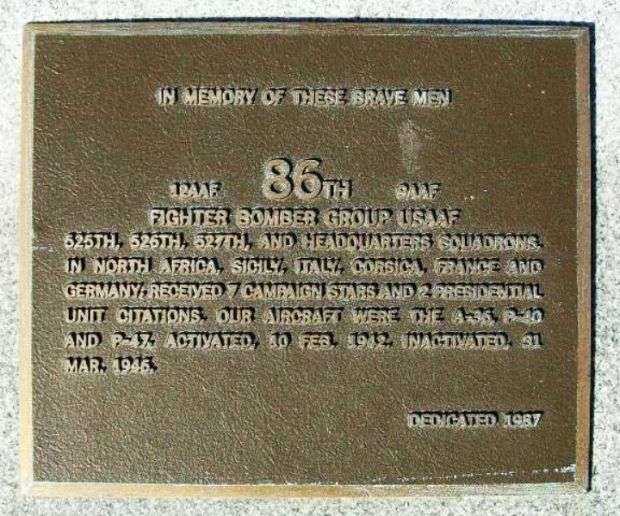 IN MEMORY OF THESE BRAVE MEN
12AAF 86TH 9AAF
FIGHTER BOMBER GROUP USAAF
525TH, 526TH, 527TH, AND HEADQUARTERS SQUADRONS.
IN NORTH AFRICA, SICILY, ITALY, CORSICA, FRANCE AND
GERMANY, RECEIVED 7 CAMPAIGN STARS AND 2 PRESIDENTIAL
UNIT CITATIONS. OUR AIRCRAFT WERE THE A-36, P-40
AND P-47. ACTIVATED, 10 FEB. 1942. INACTIVATED, 31
MAR. 1946.
DEDICATED 1987